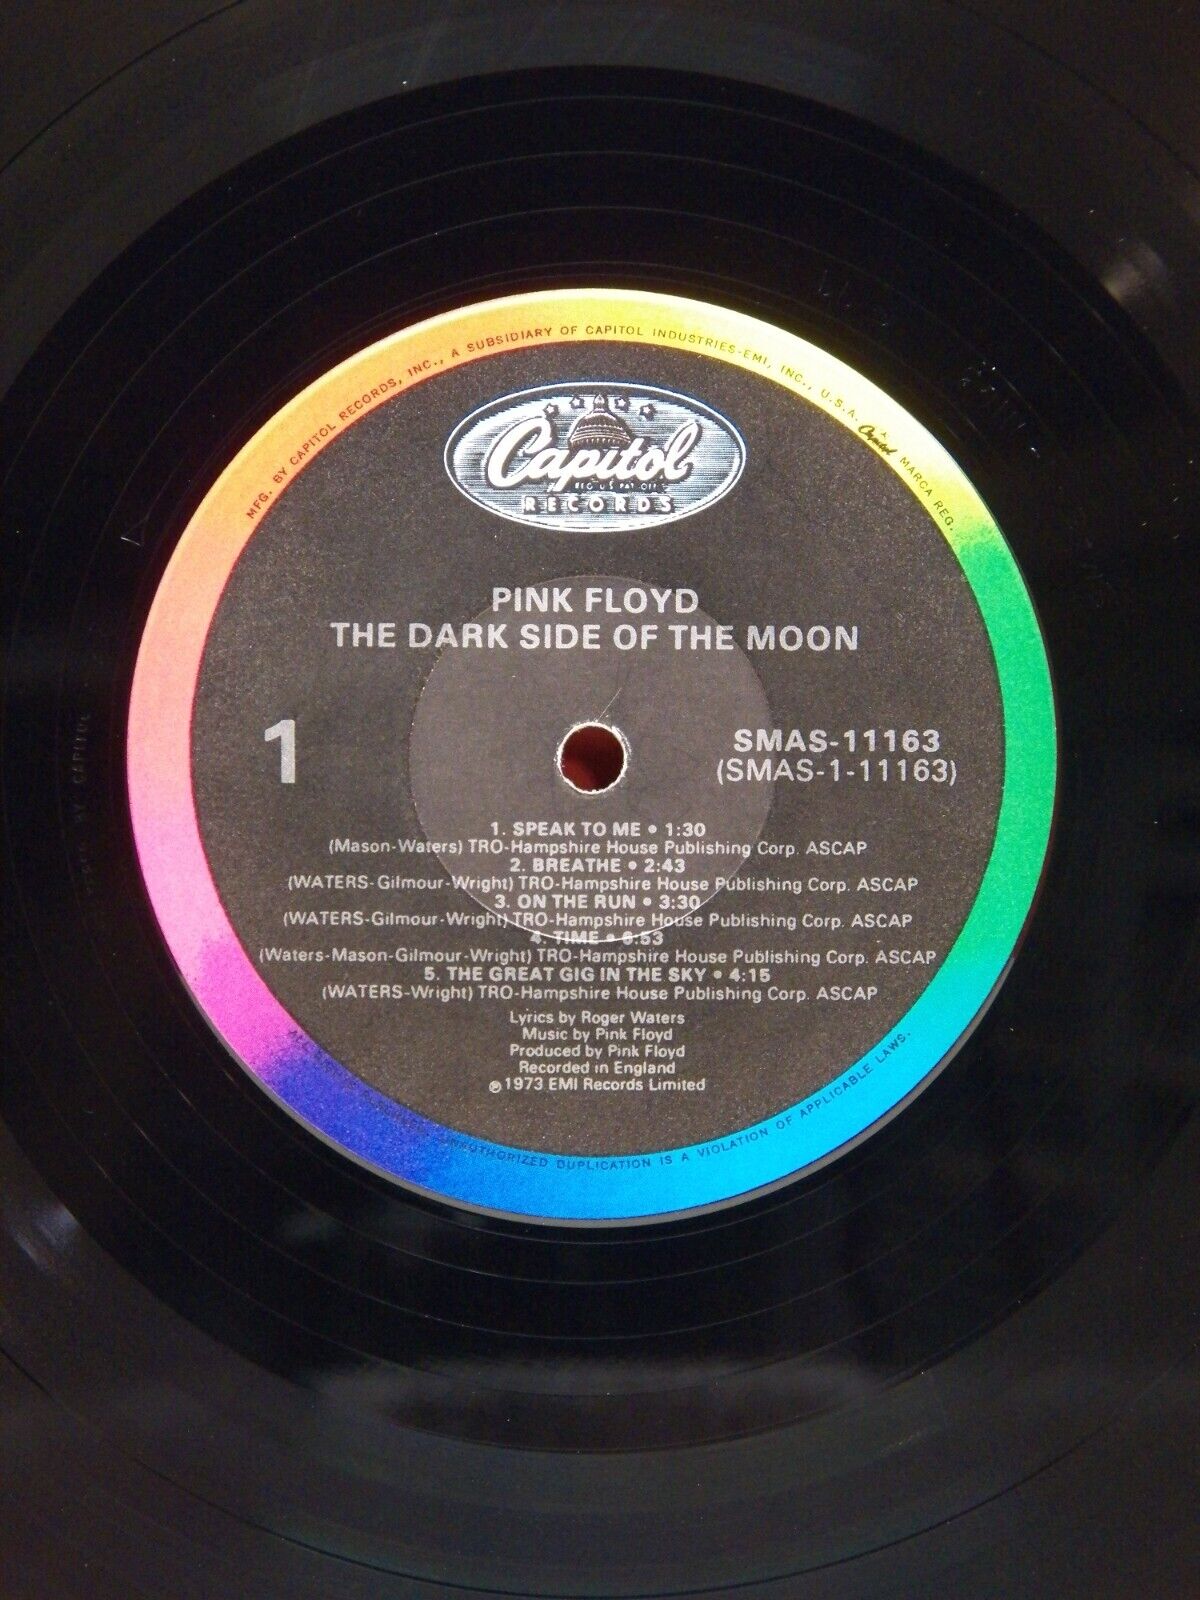 MFG. BY CAPITOL RECORDS, INC., A SUBSIDIARY OF CAPITOL INDUSTRIES-EMI, INC., U.S.A. Capitol MARCA REG.
Capitol
REG. U.S. PAT. OFF.
RECORDS
PINK FLOYD
THE DARK SIDE OF THE MOON
1
SMAS-11163
(SMAS-1-11163)
1. SPEAK TO ME • 1:30
(Mason-Waters) TRO-Hampshire House Publishing Corp. ASCAP
2. BREATHE • 2:43
(WATERS-Gilmour-Wright) TRO-Hampshire House Publishing Corp. ASCAP
3. ON THE RUN • 3:30
(WATERS-Gilmour-Wright) TRO-Hampshire House Publishing Corp. ASCAP
4. TIME • 6:53
(Waters-Mason-Gilmour-Wright) TRO-Hampshire House Publishing Corp. ASCAP
5. THE GREAT GIG IN THE SKY • 4:15
(WATERS-Wright) TRO-Hampshire House Publishing Corp. ASCAP
Lyrics by Roger Waters
Music by Pink Floyd
Produced by Pink Floyd
Recorded in England
℗1973 EMI Records Limited
UNAUTHORIZED DUPLICATION IS A VIOLATION OF APPLICABLE LAWS.